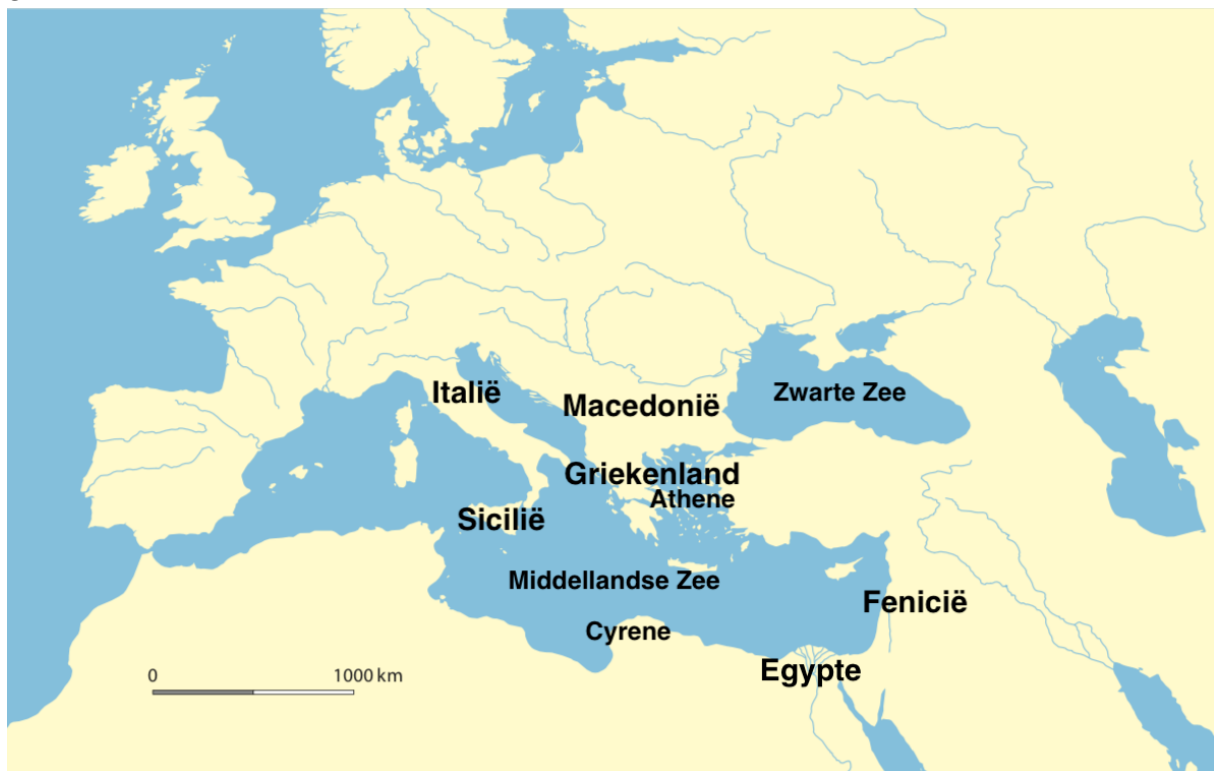 Italië
Macedonië
Zwarte Zee
Griekenland
Athene
Sicilië
Middellandse Zee
Fenicië
Cyrene
Egypte
0 1000 km